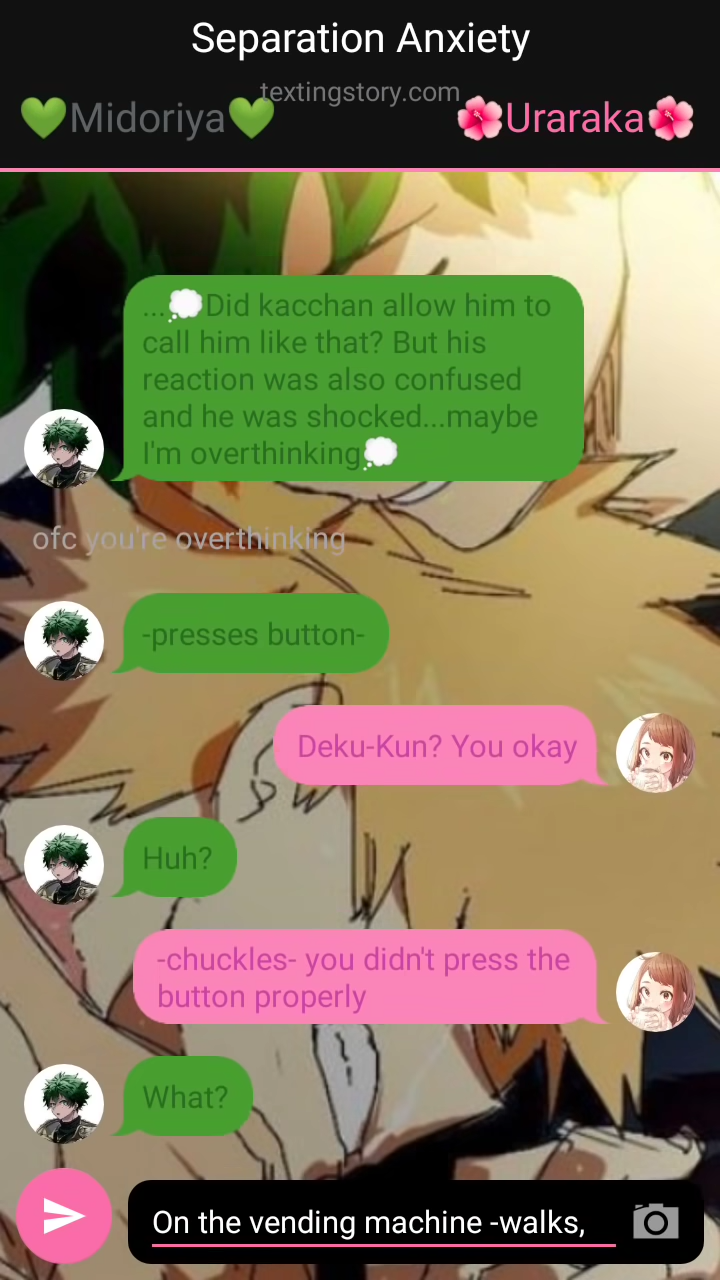 Separation Anxiety
textingstory.com
💚Midoriya💚
🌺Uraraka🌺
...💭Did kacchan allow him to
call him like that? But his
reaction was also confused
and he was shocked...maybe
I'm overthinking💭
ofc you're overthinking
-presses button-
Deku-Kun? You okay
Huh?
-chuckles- you didn't press the
button properly
What?
On the vending machine -walks,